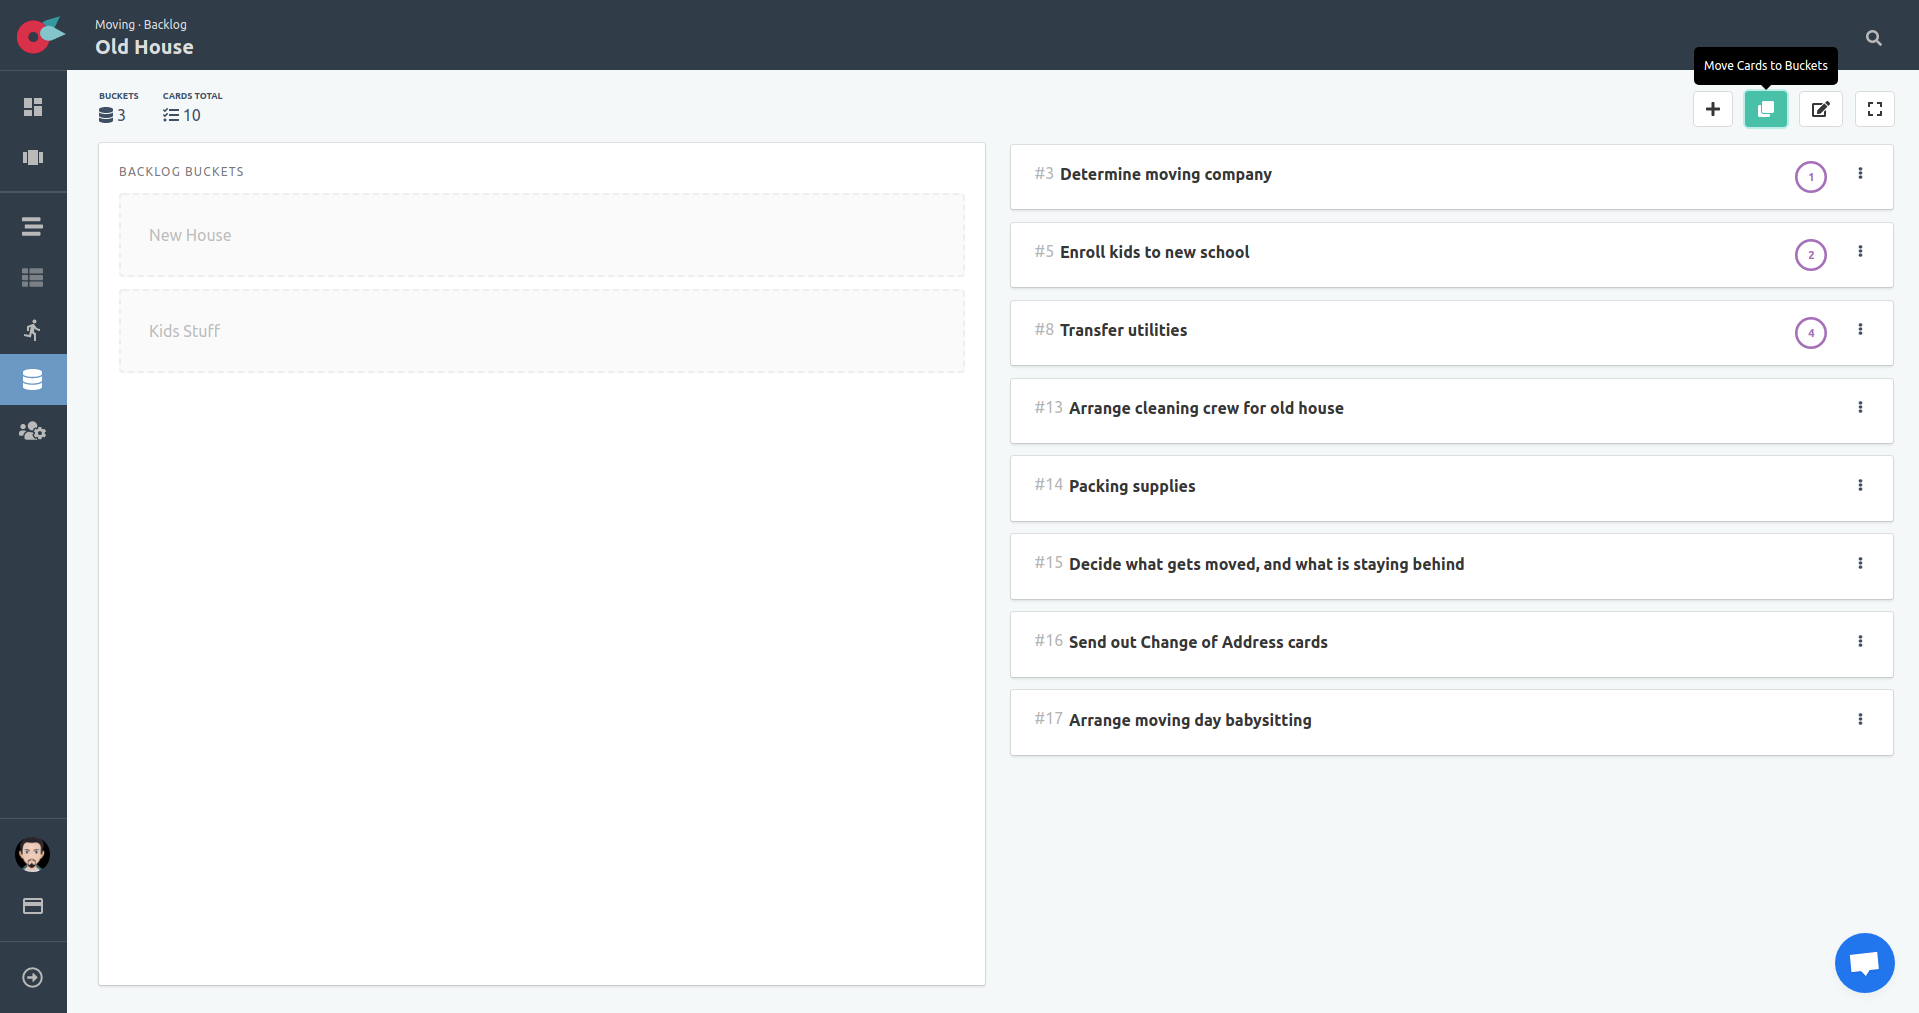 Moving · Backlog
Old House
Move Cards to Buckets
BUCKETS
3
CARDS TOTAL
10
BACKLOG BUCKETS
New House
Kids Stuff
#3 Determine moving company
1
#5 Enroll kids to new school
2
#8 Transfer utilities
4
#13 Arrange cleaning crew for old house
#14 Packing supplies
#15 Decide what gets moved, and what is staying behind
#16 Send out Change of Address cards
#17 Arrange moving day babysitting